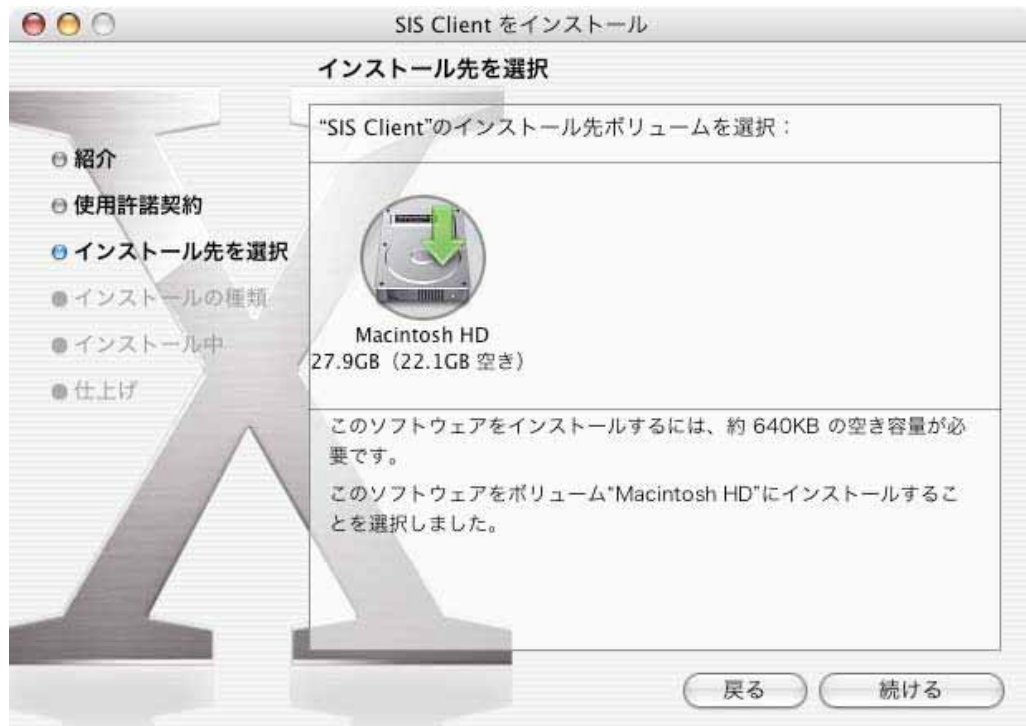 SIS Client をインストール
インストール先を選択
紹介
使用許諾契約
インストール先を選択
インストールの種類
インストール中
仕上げ
“SIS Client”のインストール先ボリュームを選択：
Macintosh HD
27.9GB（22.1GB 空き）
このソフトウェアをインストールするには、約 640KB の空き容量が必
要です。
このソフトウェアをボリューム“Macintosh HD”にインストールするこ
とを選択しました。
戻る
続ける